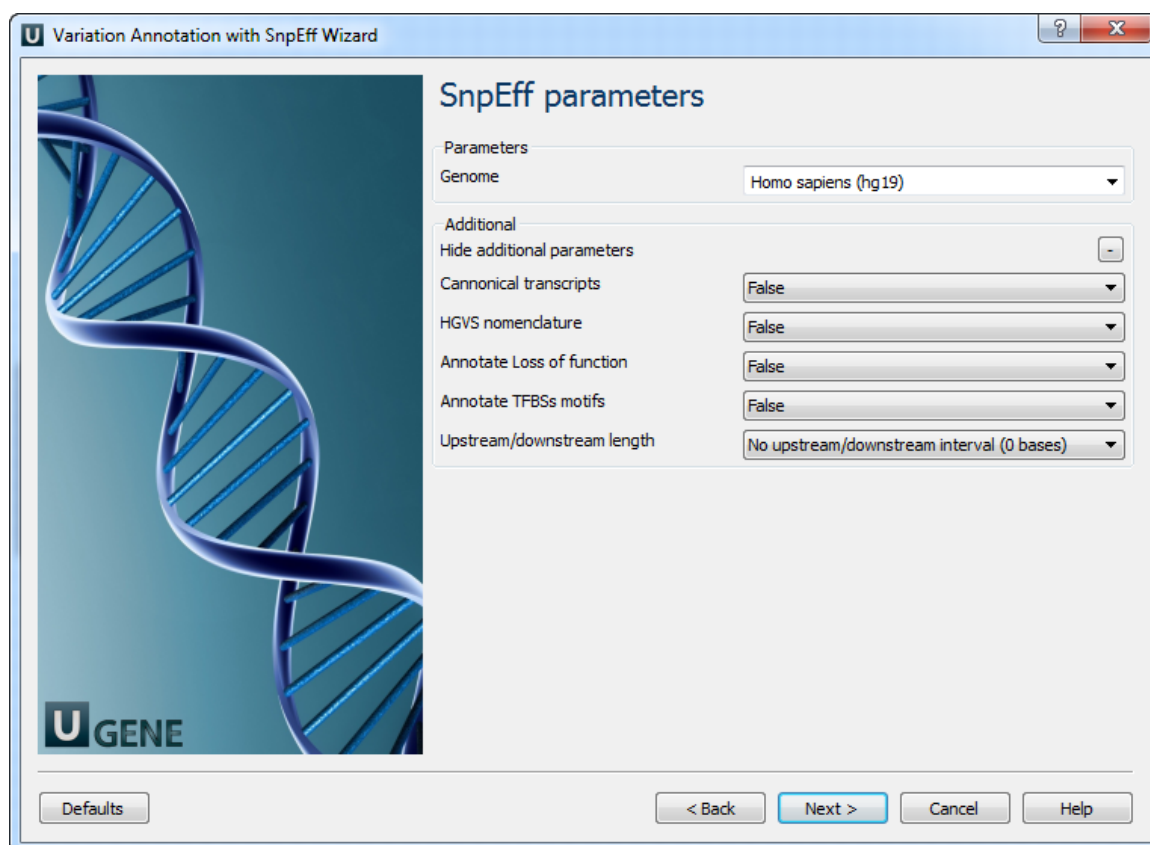 U Variation Annotation with SnpEff Wizard
? X
SnpEff parameters
Parameters
Genome Homo sapiens (hg19)
Additional
Hide additional parameters -
Cannonical transcripts False
HGVS nomenclature False
Annotate Loss of function False
Annotate TFBSs motifs False
Upstream/downstream length No upstream/downstream interval (0 bases)
U GENE
Defaults < Back Next > Cancel Help